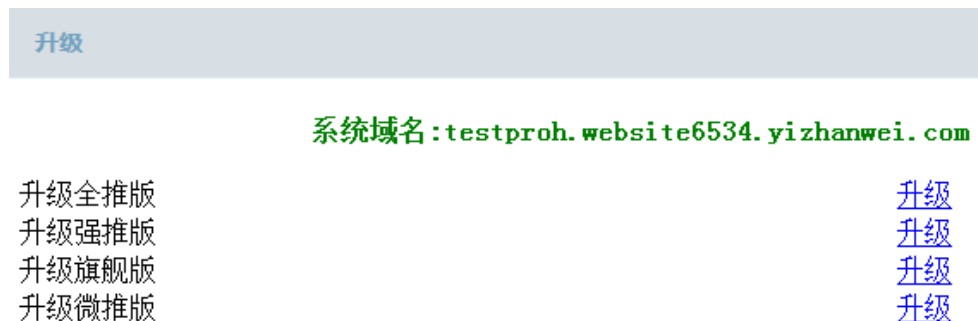 升级
系统域名:testproh.website6534.yizhanwei.com
升级全推版 升级
升级强推版 升级
升级旗舰版 升级
升级微推版 升级